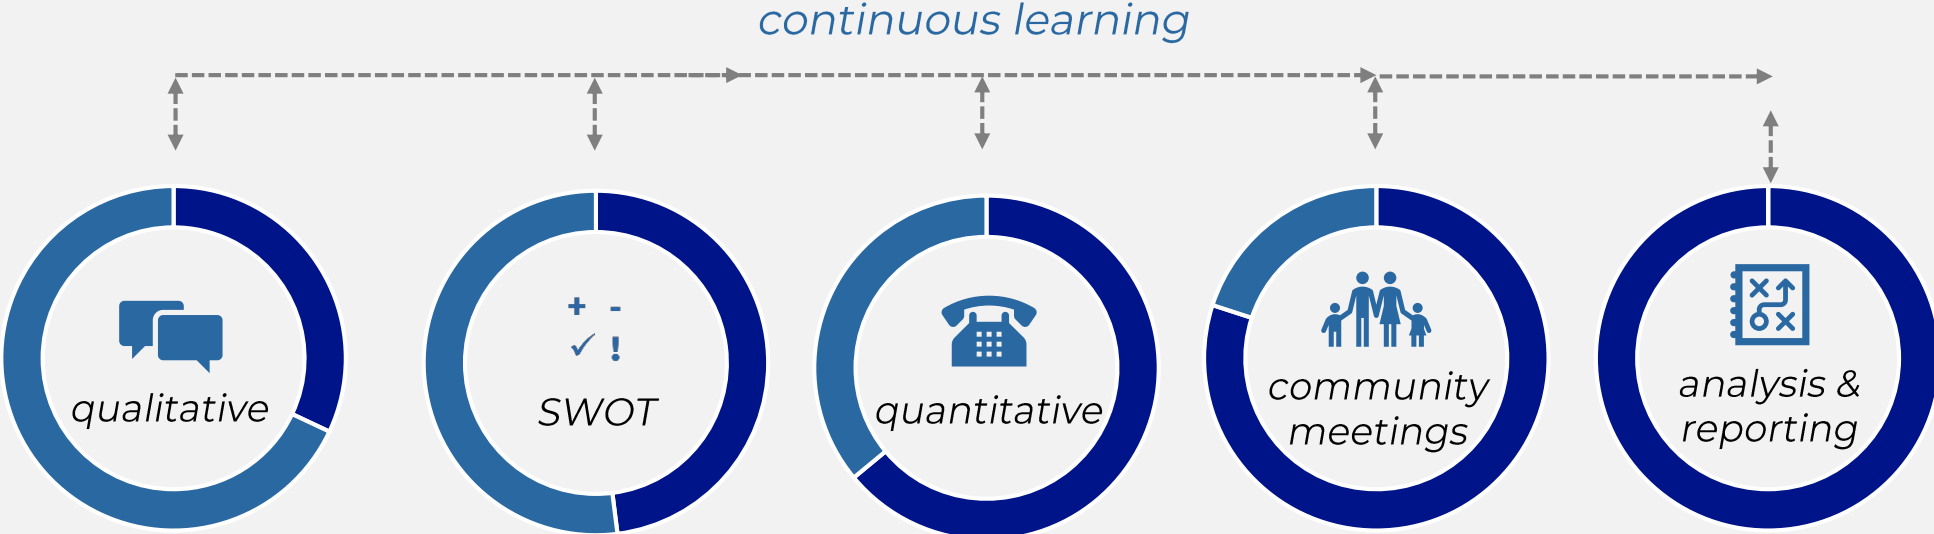 continuous learning
+ -
✓ !
qualitative
SWOT
quantitative
community
meetings
analysis &
reporting